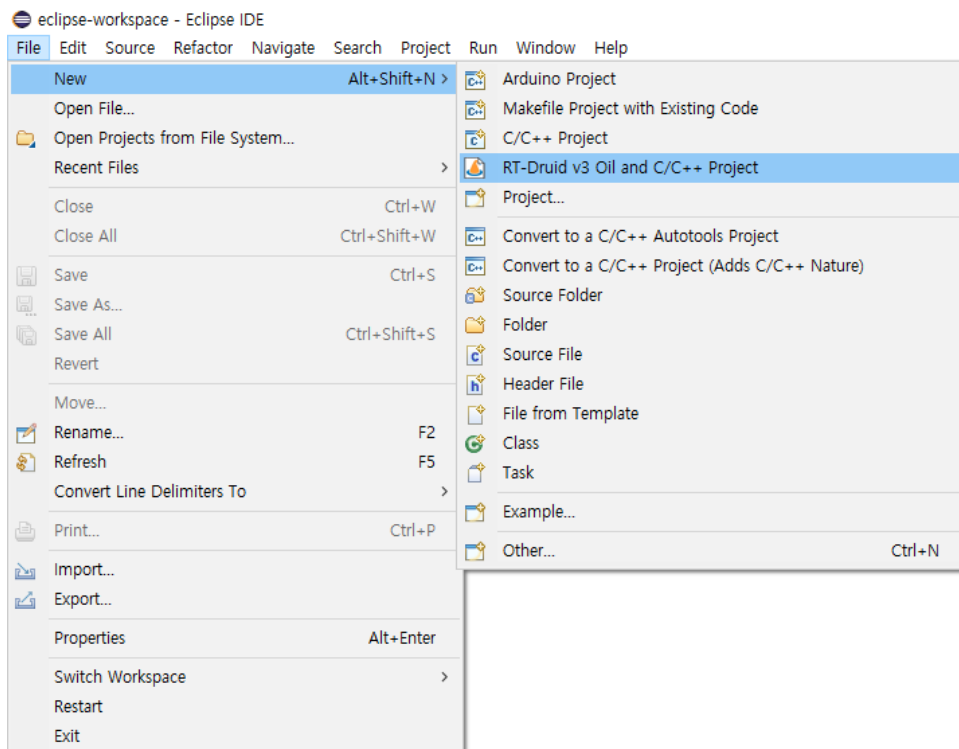 eclipse-workspace - Eclipse IDE
File Edit Source Refactor Navigate Search Project Run Window Help
New Alt+Shift+N >
Open File...
Open Projects from File System...
Recent Files >
Close Ctrl+W
Close All Ctrl+Shift+W
Save Ctrl+S
Save As...
Save All Ctrl+Shift+S
Revert
Move...
Rename... F2
Refresh F5
Convert Line Delimiters To >
Print... Ctrl+P
Import...
Export...
Properties Alt+Enter
Switch Workspace >
Restart
Exit
Arduino Project
Makefile Project with Existing Code
C/C++ Project
RT-Druid v3 Oil and C/C++ Project
Project...
Convert to a C/C++ Autotools Project
Convert to a C/C++ Project (Adds C/C++ Nature)
Source Folder
Folder
Source File
Header File
File from Template
Class
Task
Example...
Other... Ctrl+N